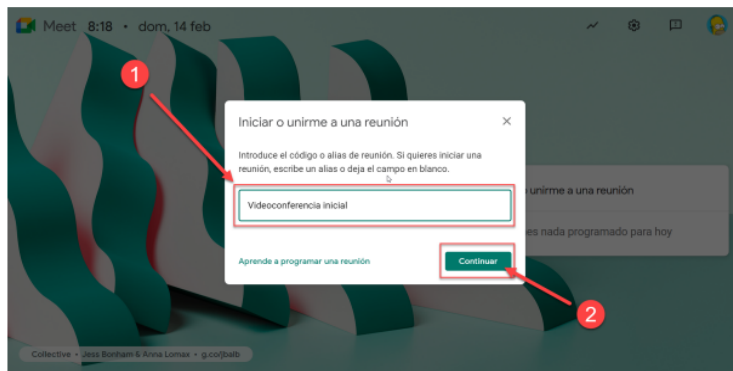 Meet 8:18 • dom, 14 feb
1
Iniciar o unirme a una reunión
Introduce el código o alias de reunión. Si quieres iniciar una
reunión, escribe un alias o deja el campo en blanco.
unirme a una reunión
Videoconferencia inicial
es nada programado para hoy
Aprende a programar una reunión
Continuar
2
Collective • Jess Bonham & Anna Lomax • g.co/jbalb